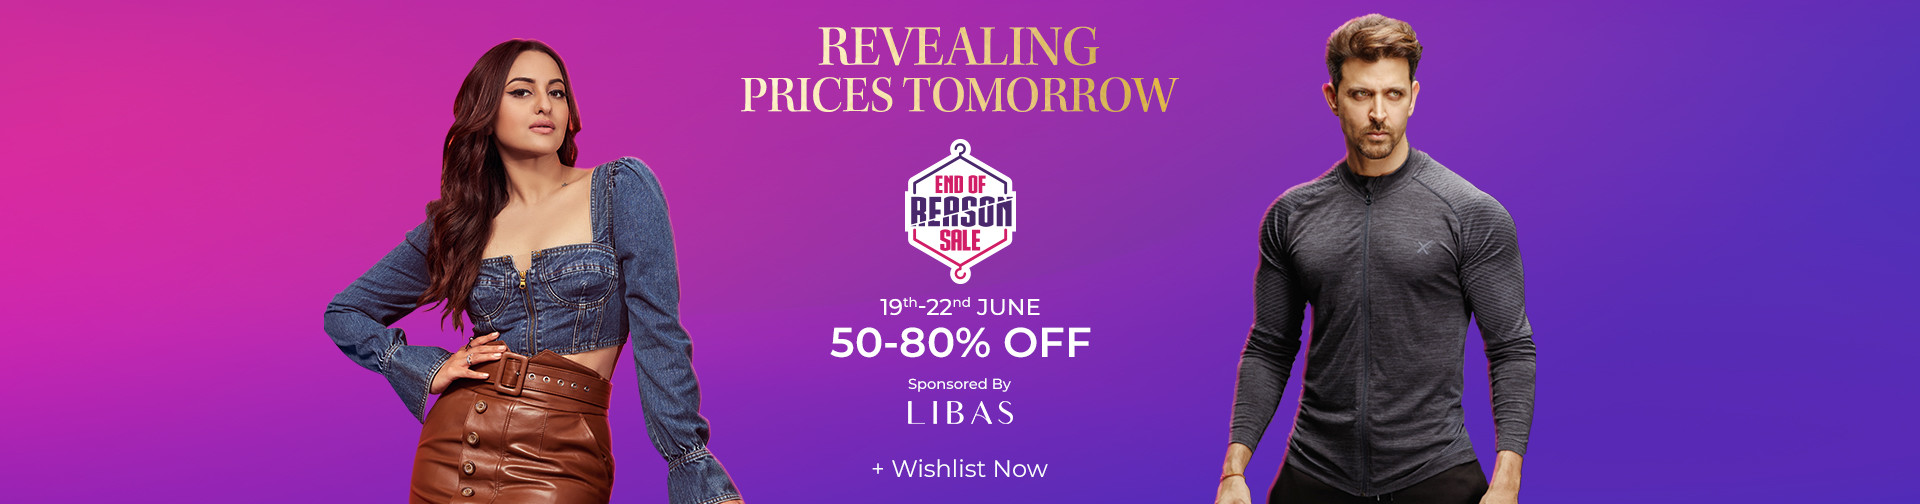 REVEALING
PRICES TOMORROW
END OF
REASON
SALE
19th-22nd JUNE
50-80% OFF
Sponsored By
LIBAS
+ Wishlist Now